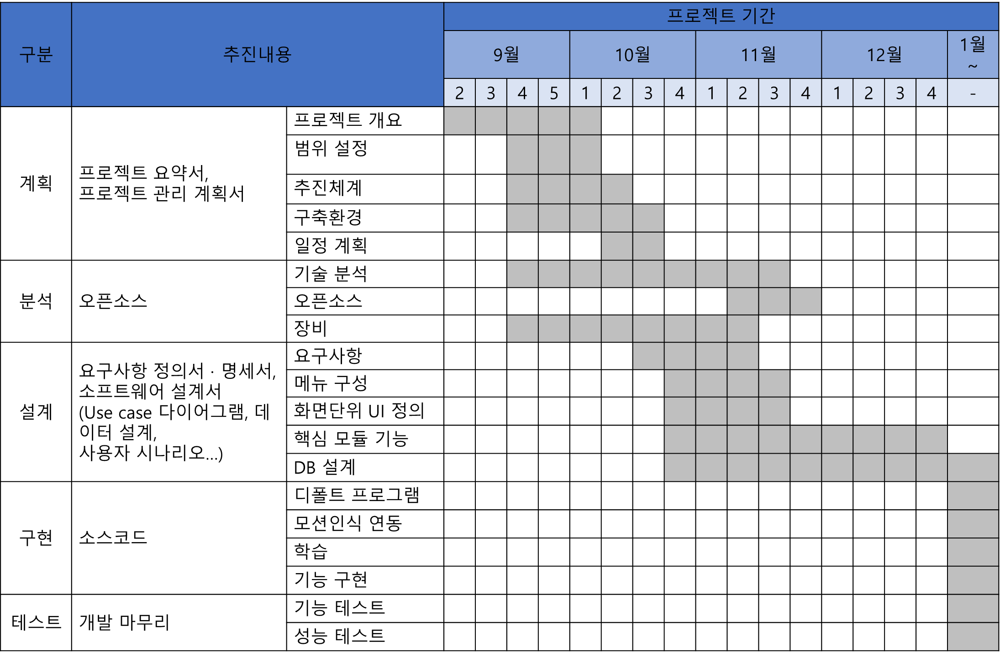 구분
추진내용
프로젝트 기간
9월
10월
11월
12월
1월
~
2 3 4 5 1 2 3 4 1 2 3 4 1 2 3 4 -
계획
프로젝트 요약서,
프로젝트 관리 계획서
프로젝트 개요
범위 설정
추진체계
구축환경
일정 계획
분석
오픈소스
기술 분석
오픈소스
장비
설계
요구사항 정의서 · 명세서,
소프트웨어 설계서
(Use case 다이어그램, 데
이터 설계,
사용자 시나리오...)
요구사항
메뉴 구성
화면단위 UI 정의
핵심 모듈 기능
DB 설계
구현
소스코드
디폴트 프로그램
모션인식 연동
학습
기능 구현
테스트
개발 마무리
기능 테스트
성능 테스트